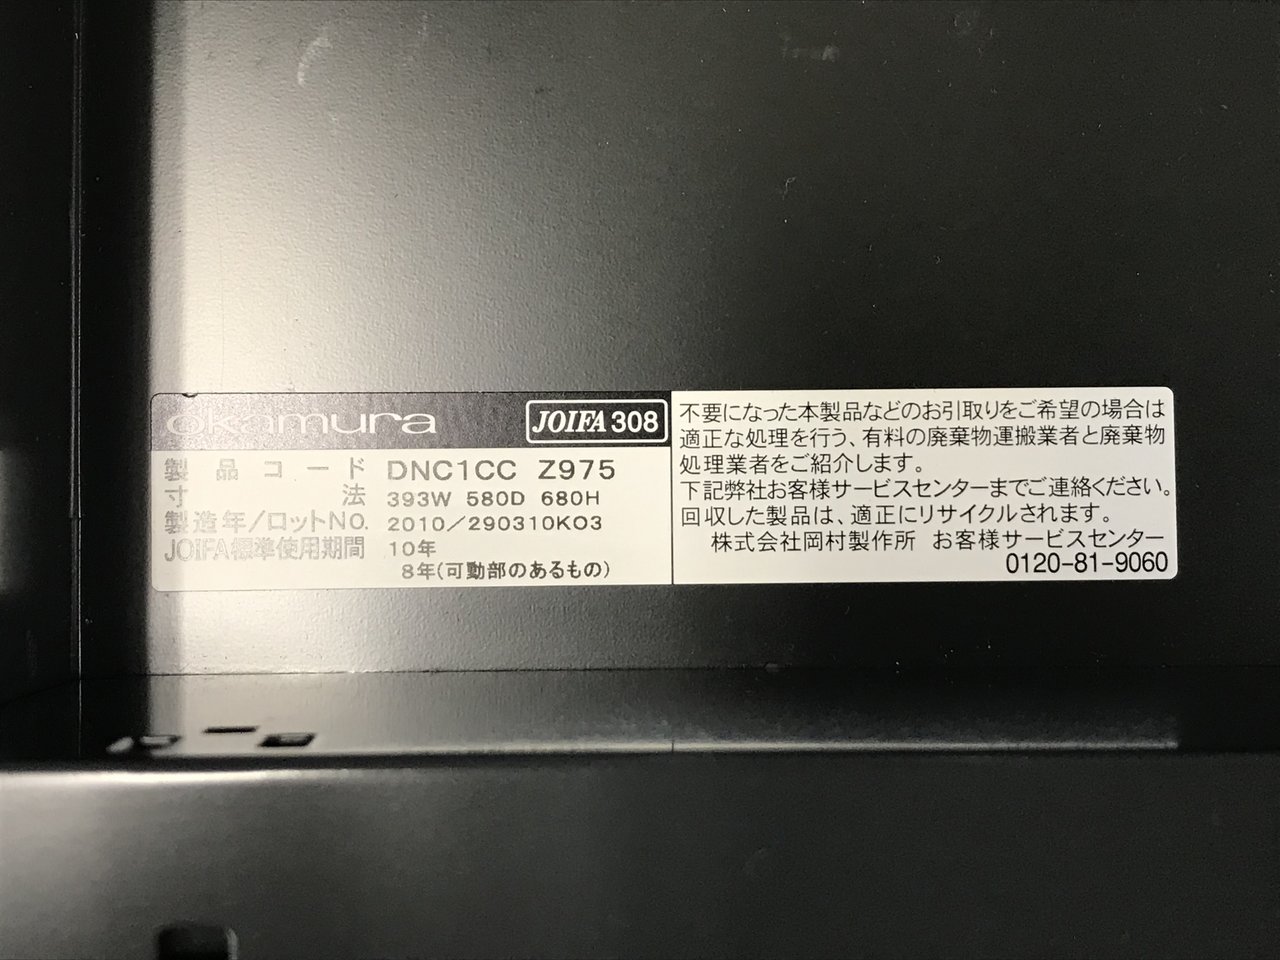 okamura
JOIFA 308
製品コード DNC1CC Z975
寸法 393W 580D 680H
製造年/ロットNO. 2010/290310K03
JOIFA標準使用期間 10年
8年(可動部のあるもの)
不要になった本製品などのお引取りをご希望の場合は
適正な処理を行う、有料の廃棄物運搬業者と廃棄物
処理業者をご紹介します。
下記弊社お客様サービスセンターまでご連絡ください。
回収した製品は、適正にリサイクルされます。
株式会社岡村製作所 お客様サービスセンター
0120-81-9060